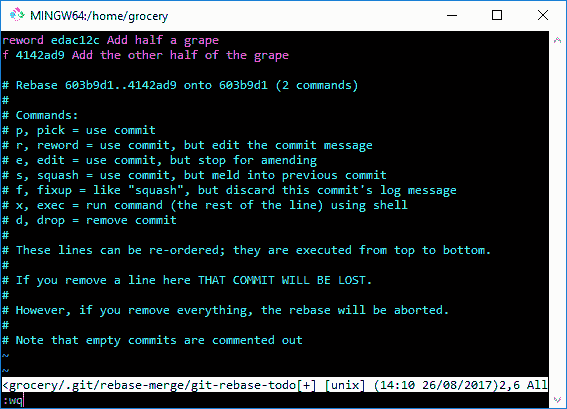 MINGW64:/home/grocery
reword edac12c Add half a grape
f 4142ad9 Add the other half of the grape
# Rebase 603b9d1..4142ad9 onto 603b9d1 (2 commands)
#
# Commands:
# p, pick = use commit
# r, reword = use commit, but edit the commit message
# e, edit = use commit, but stop for amending
# s, squash = use commit, but meld into previous commit
# f, fixup = like "squash", but discard this commit's log message
# x, exec = run command (the rest of the line) using shell
# d, drop = remove commit
#
# These lines can be re-ordered; they are executed from top to bottom.
#
# If you remove a line here THAT COMMIT WILL BE LOST.
#
# However, if you remove everything, the rebase will be aborted.
#
# Note that empty commits are commented out
~
~
<grocery/.git/rebase-merge/git-rebase-todo[+] [unix] (14:10 26/08/2017)2,6 All
:wq